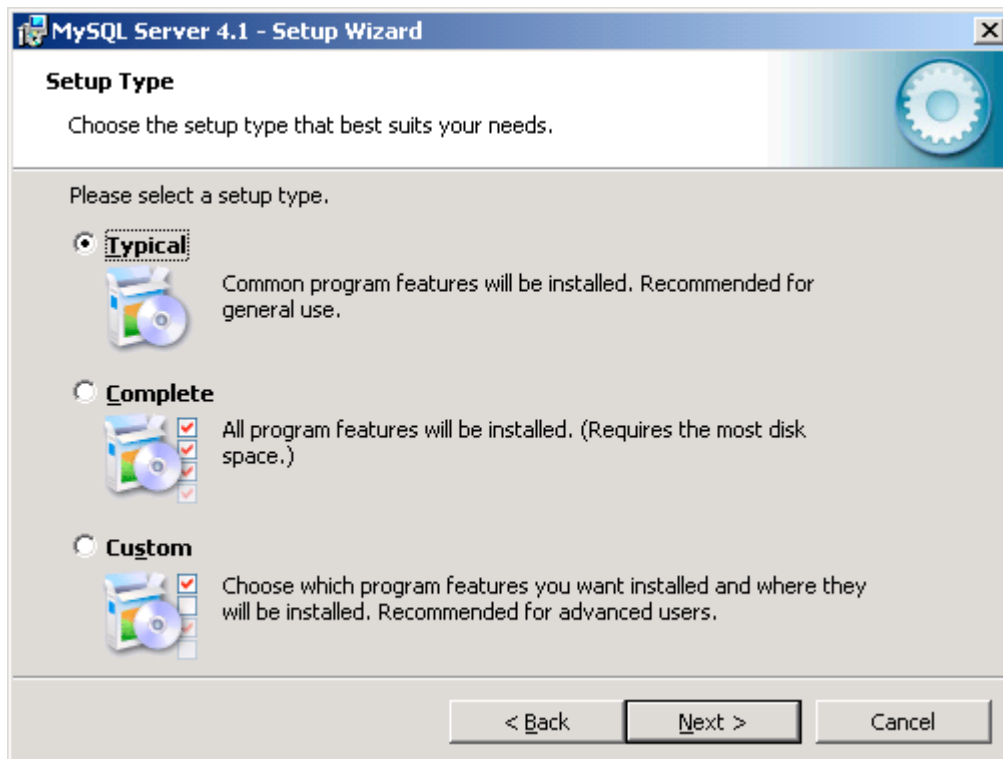 MySQL Server 4.1 - Setup Wizard
Setup Type
Choose the setup type that best suits your needs.
Please select a setup type.
Typical
Common program features will be installed. Recommended for
general use.
Complete
All program features will be installed. (Requires the most disk
space.)
Custom
Choose which program features you want installed and where they
will be installed. Recommended for advanced users.
< Back
Next >
Cancel